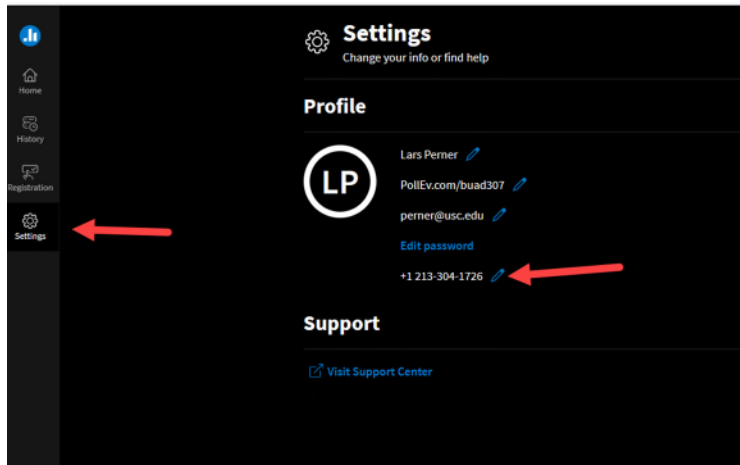 Home
History
Registration
Settings
Settings
Change your info or find help
Profile
LP
Lars Perner
PollEv.com/buad307
perner@usc.edu
Edit password
+1 213-304-1726
Support
Visit Support Center